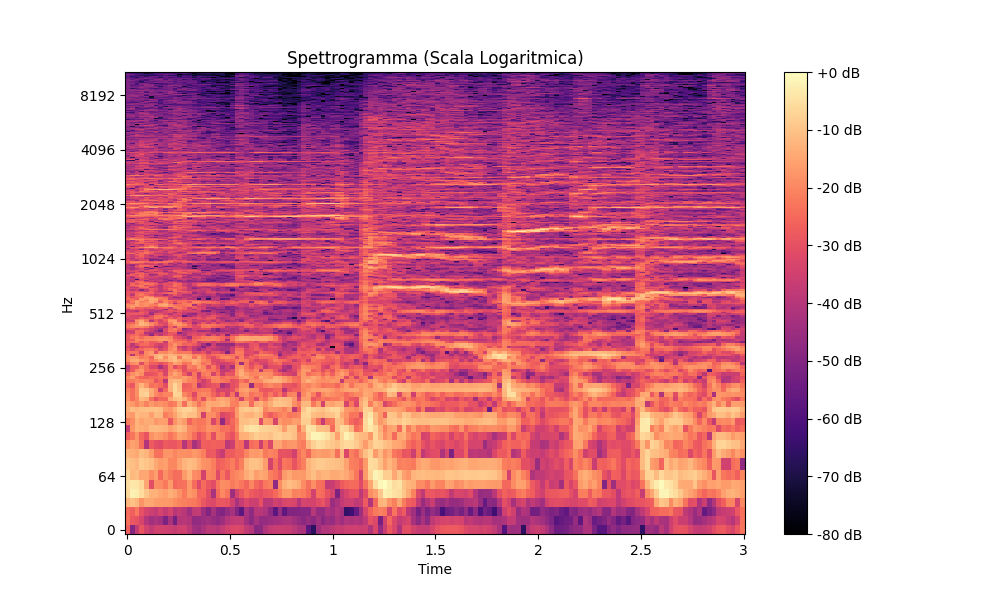 Spettrogramma (Scala Logaritmica)
Hz
8192
4096
2048
1024
512
256
128
64
0
0
0.5
1
1.5
2
2.5
3
Time
+0 dB
-10 dB
-20 dB
-30 dB
-40 dB
-50 dB
-60 dB
-70 dB
-80 dB